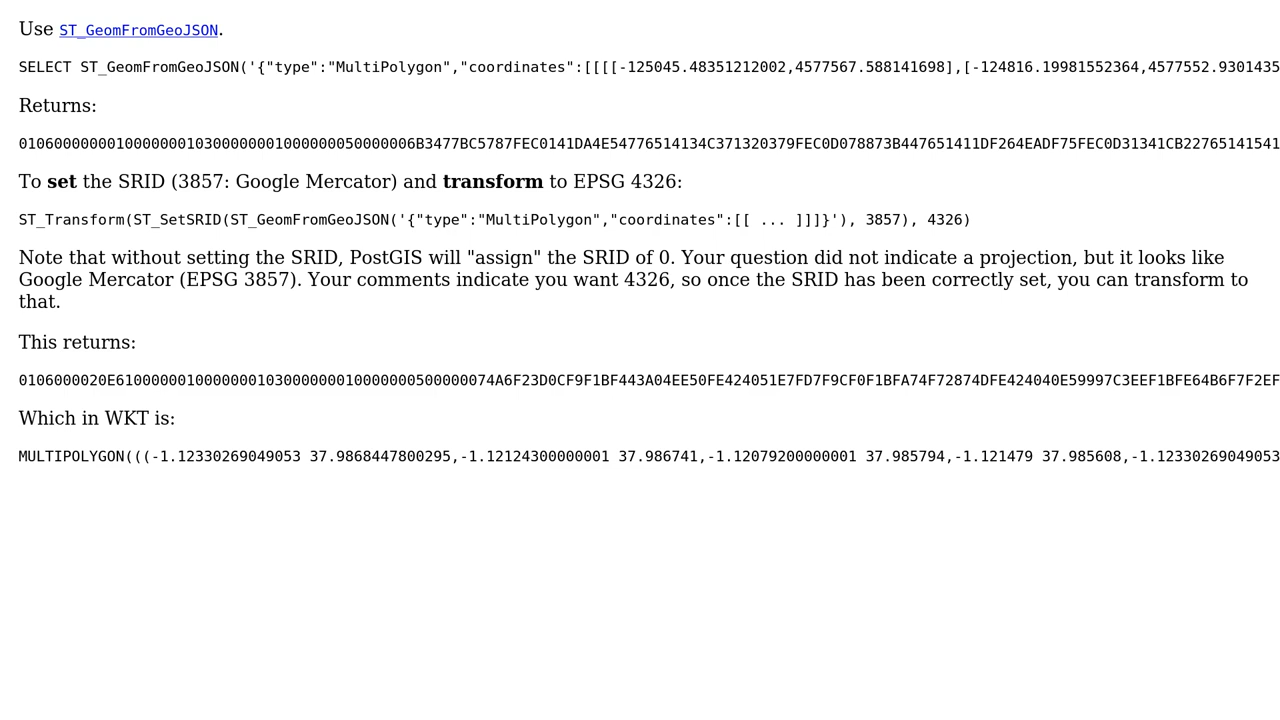 Use ST_GeomFromGeoJSON.
SELECT ST_GeomFromGeoJSON('{"type":"MultiPolygon","coordinates":[[[[-125045.48351212002,4577567.588141698],[-124816.19981552364,4577552.9301435
Returns:
0106000000010000000103000000010000000500000​06B3477BC5787FEC0141DA4E54776514134C371320379FEC0D078873B447651411DF264EADF75FEC0D31341CB22765141541
To set the SRID (3857: Google Mercator) and transform to EPSG 4326:
ST_Transform(ST_SetSRID(ST_GeomFromGeoJSON('{"type":"MultiPolygon","coordinates":[[ ... ]]]}'), 3857), 4326)
Note that without setting the SRID, PostGIS will "assign" the SRID of 0. Your question did not indicate a projection, but it looks like
Google Mercator (EPSG 3857). Your comments indicate you want 4326, so once the SRID has been correctly set, you can transform to
that.
This returns:
0106000020E6100000010000000103000000010000000500000074A6F23D0CF9F1BF443A04EE50FE424051E7FD7F9CF0F1BFA74F72874DFE424040E59997C3EEF1BFE64B6F7F2EF
Which in WKT is:
MULTIPOLYGON(((-1.12330269049053 37.9868447800295,-1.12124300000001 37.986741,-1.12079200000001 37.985794,-1.121479 37.985608,-1.12330269049053